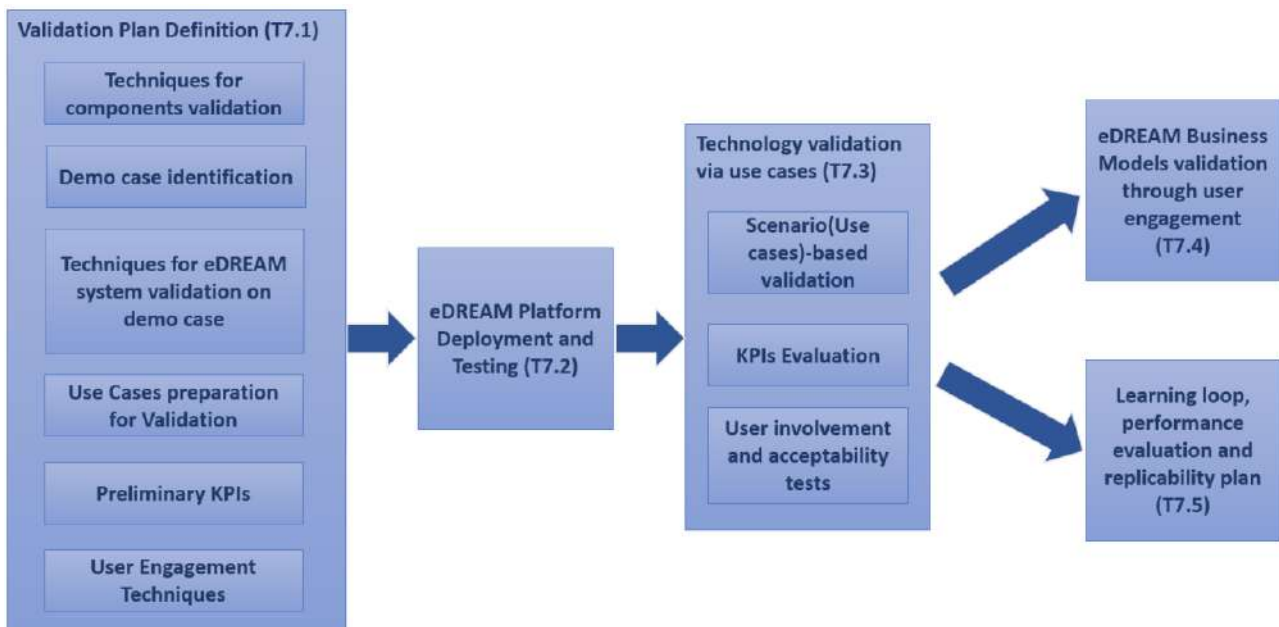 Validation Plan Definition (T7.1)
Techniques for
components validation
Demo case identification
Techniques for eDREAM
system validation on
demo case
Use Cases preparation
for Validation
Preliminary KPIs
User Engagement
Techniques
eDREAM Platform
Deployment and
Testing (T7.2)
Technology validation
via use cases (T7.3)
Scenario(Use
cases)-based
validation
KPIs Evaluation
User involvement
and acceptability
tests
eDREAM Business
Models validation
through user
engagement
(T7.4)
Learning loop,
performance
evaluation and
replicability plan
(T7.5)